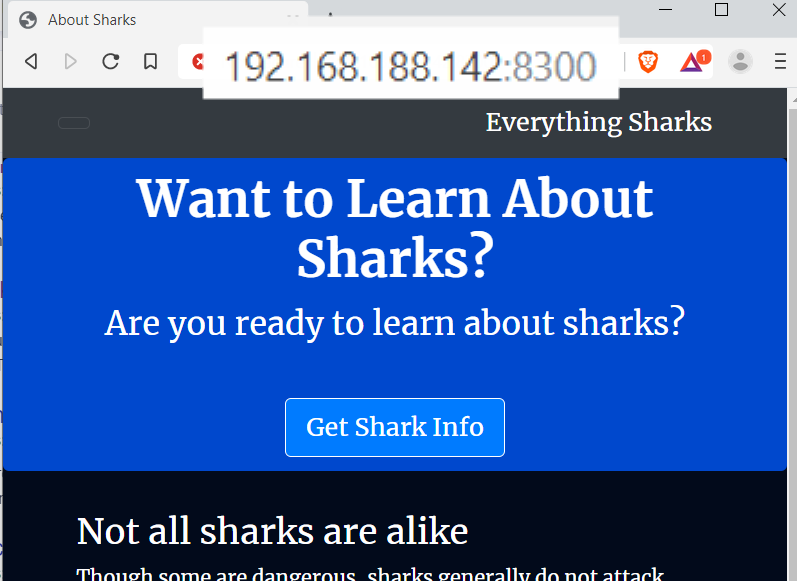 About Sharks
192.168.188.142:8300
1
Everything Sharks
Want to Learn About
Sharks?
Are you ready to learn about sharks?
Get Shark Info
Not all sharks are alike
Though some are dangerous, sharks generally do not attack